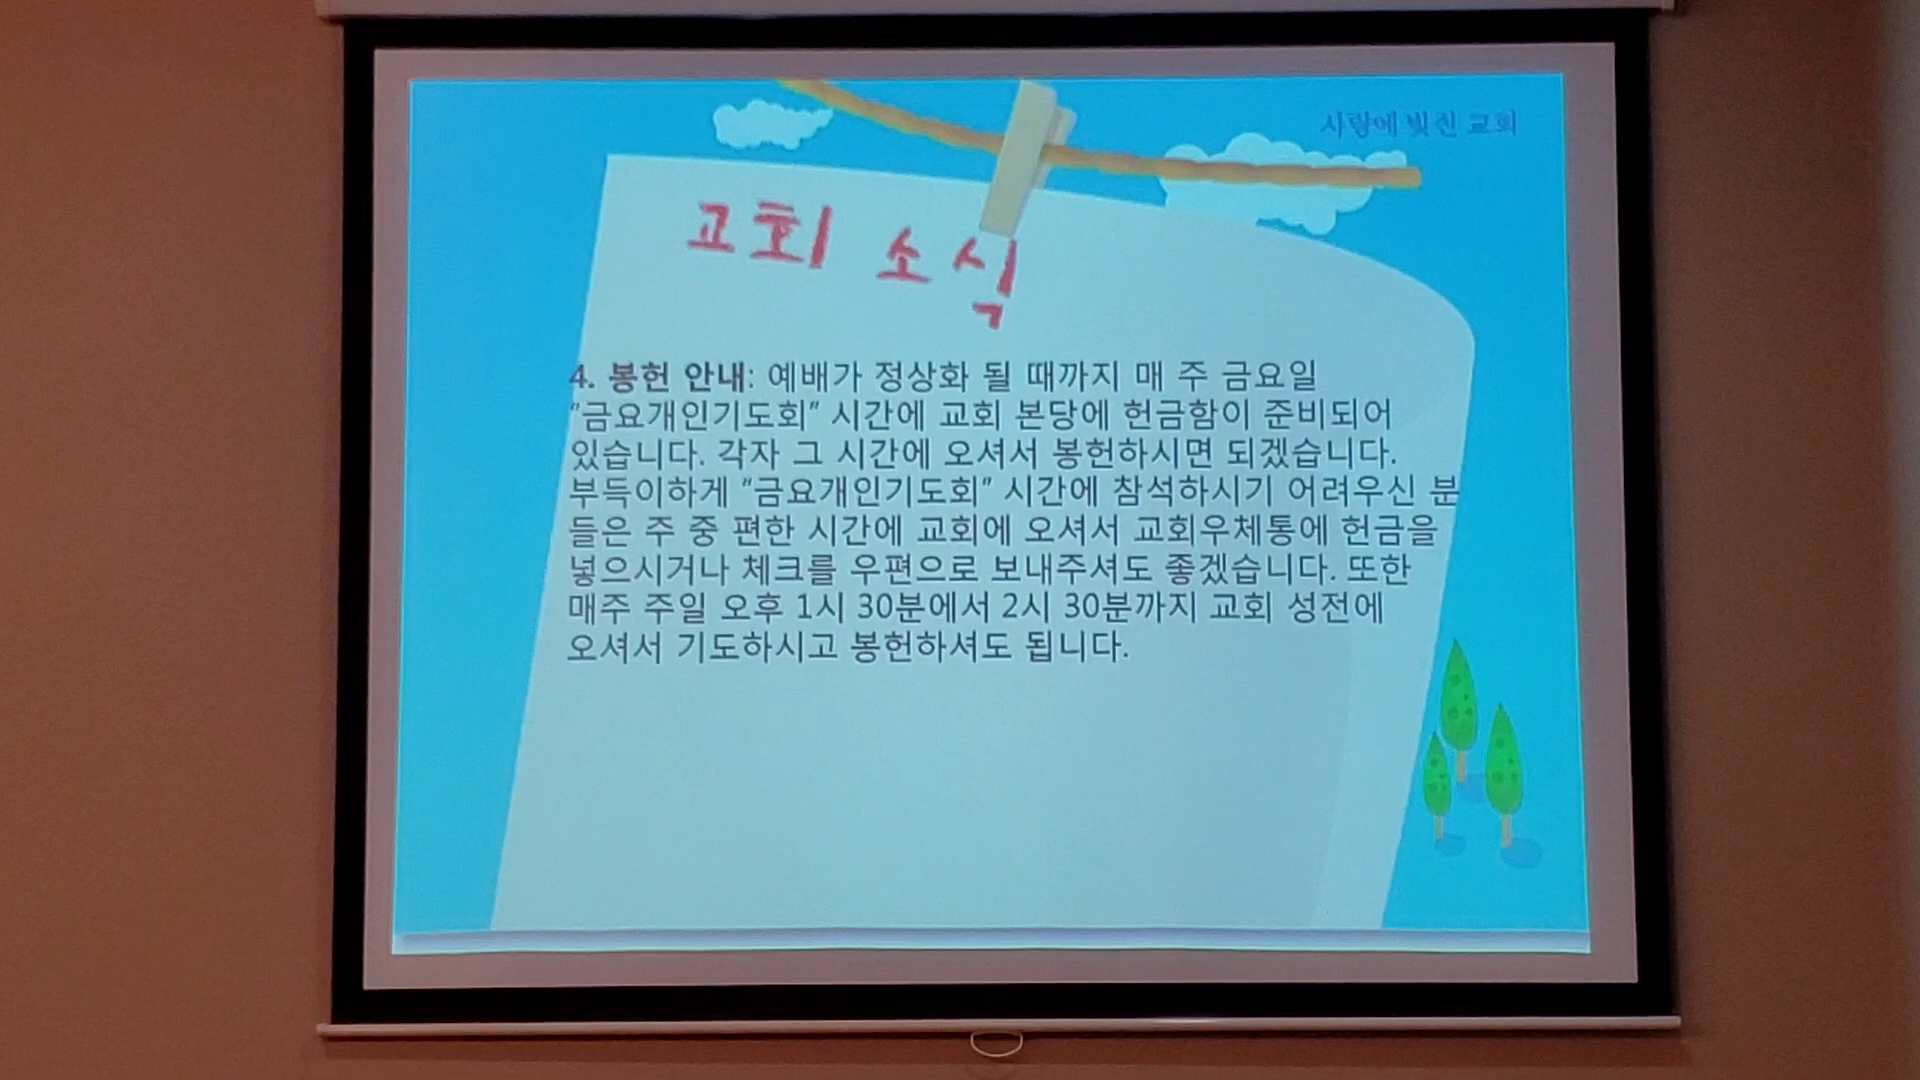 사랑에 빚진 교회
교회 소식
4. 봉헌 안내: 예배가 정상화 될 때까지 매 주 금요일
"금요개인기도회" 시간에 교회 본당에 헌금함이 준비되어
있습니다. 각자 그 시간에 오셔서 봉헌하시면 되겠습니다.
부득이하게 "금요개인기도회" 시간에 참석하시기 어려우신 분
들은 주 중 편한 시간에 교회에 오셔서 교회우체통에 헌금을
넣으시거나 체크를 우편으로 보내주셔도 좋겠습니다. 또한
매주 주일 오후 1시 30분에서 2시 30분까지 교회 성전에
오셔서 기도하시고 봉헌하셔도 됩니다.